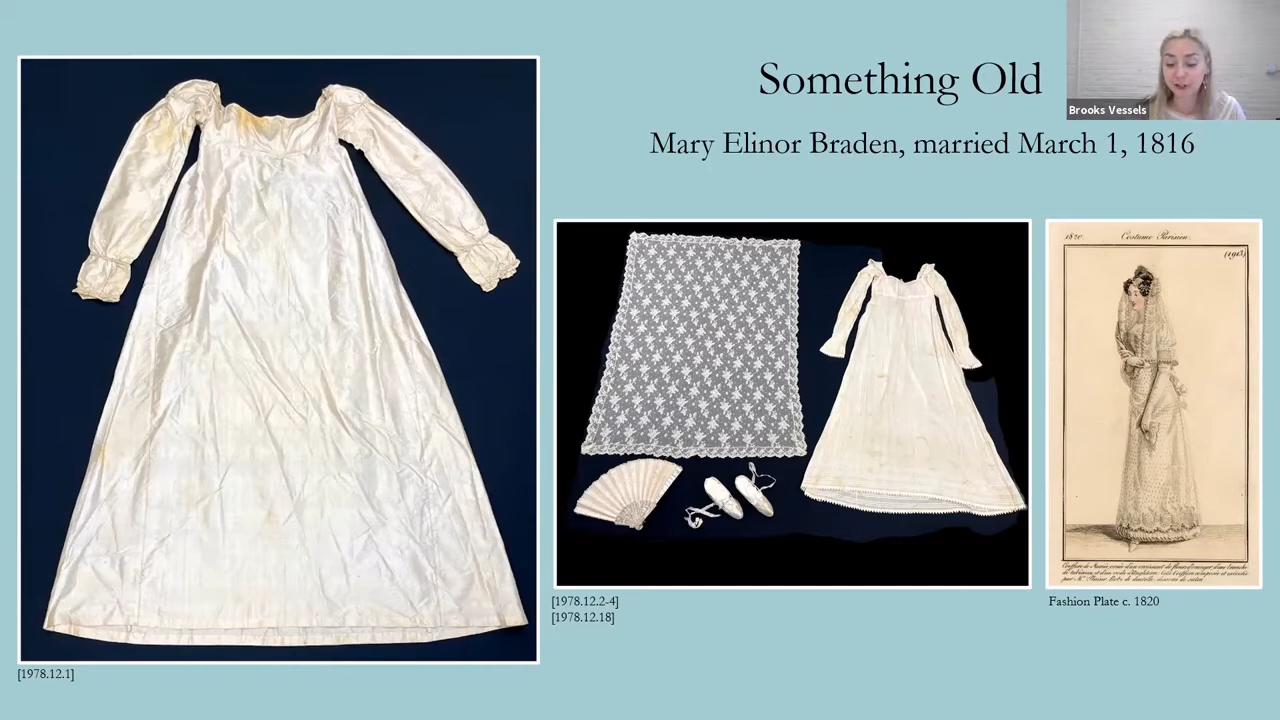 Something Old
Brooks Vessels
Mary Elinor Braden, married March 1, 1816
1820.
Costume Parisien.
[1978.12.2-4]
[1978.12.18]
Fashion Plate c. 1820
[1978.12.1]